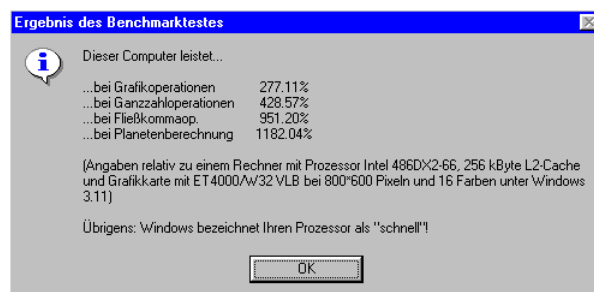 Ergebnis des Benchmarktestes
Dieser Computer leistet...
...bei Grafikoperationen 277.11%
...bei Ganzzahloperationen 428.57%
...bei Fließkommaop. 951.20%
...bei Planetenberechnung 1182.04%
(Angaben relativ zu einem Rechner mit Prozessor Intel 486DX2-66, 256 kByte L2-Cache
und Grafikkarte mit ET4000/W32 VLB bei 800*600 Pixeln und 16 Farben unter Windows
3.11)
Übrigens: Windows bezeichnet Ihren Prozessor als "schnell"!
OK